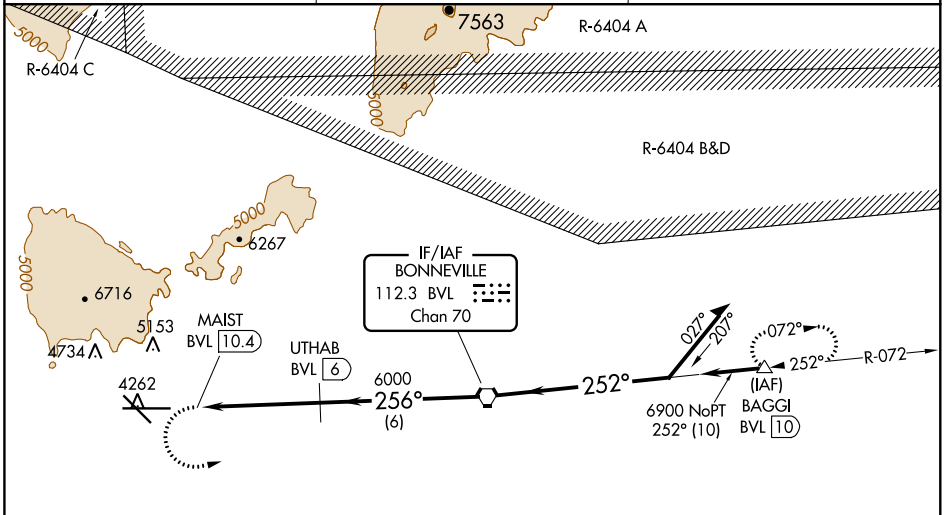 5000
R-6404 C
7563
R-6404 A
5000
R-6404 B&D
5000
6267
5000
6716
5153
4734
4262
MAIST
BVL 10.4
UTHAB
BVL 6
IF/IAF
BONNEVILLE
112.3 BVL
Chan 70
6000
256°
(6)
252°
027°
207°
072°
252°
R-072
(IAF)
BAGGI
BVL 10
6900 NoPT
252° (10)